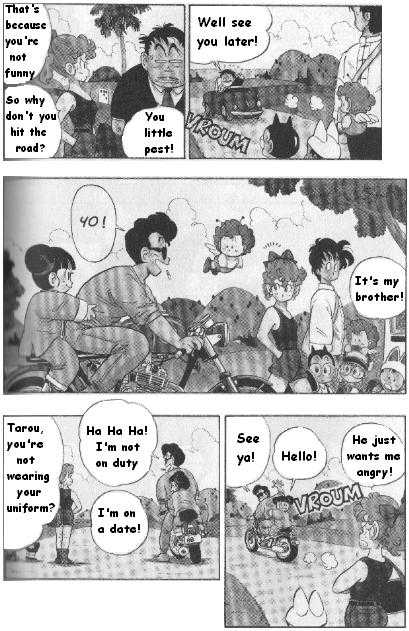 That's
because
you're
not
funny
So why
don't you
hit the
road?
You
little
pest!
Well see
you later!
VROUM
YO!
It's my
brother!
Tarou,
you're
not
wearing
your
uniform?
Ha Ha Ha!
I'm not
on duty
I'm on
a date!
See
ya!
Hello!
He just
wants me
angry!
VROUM